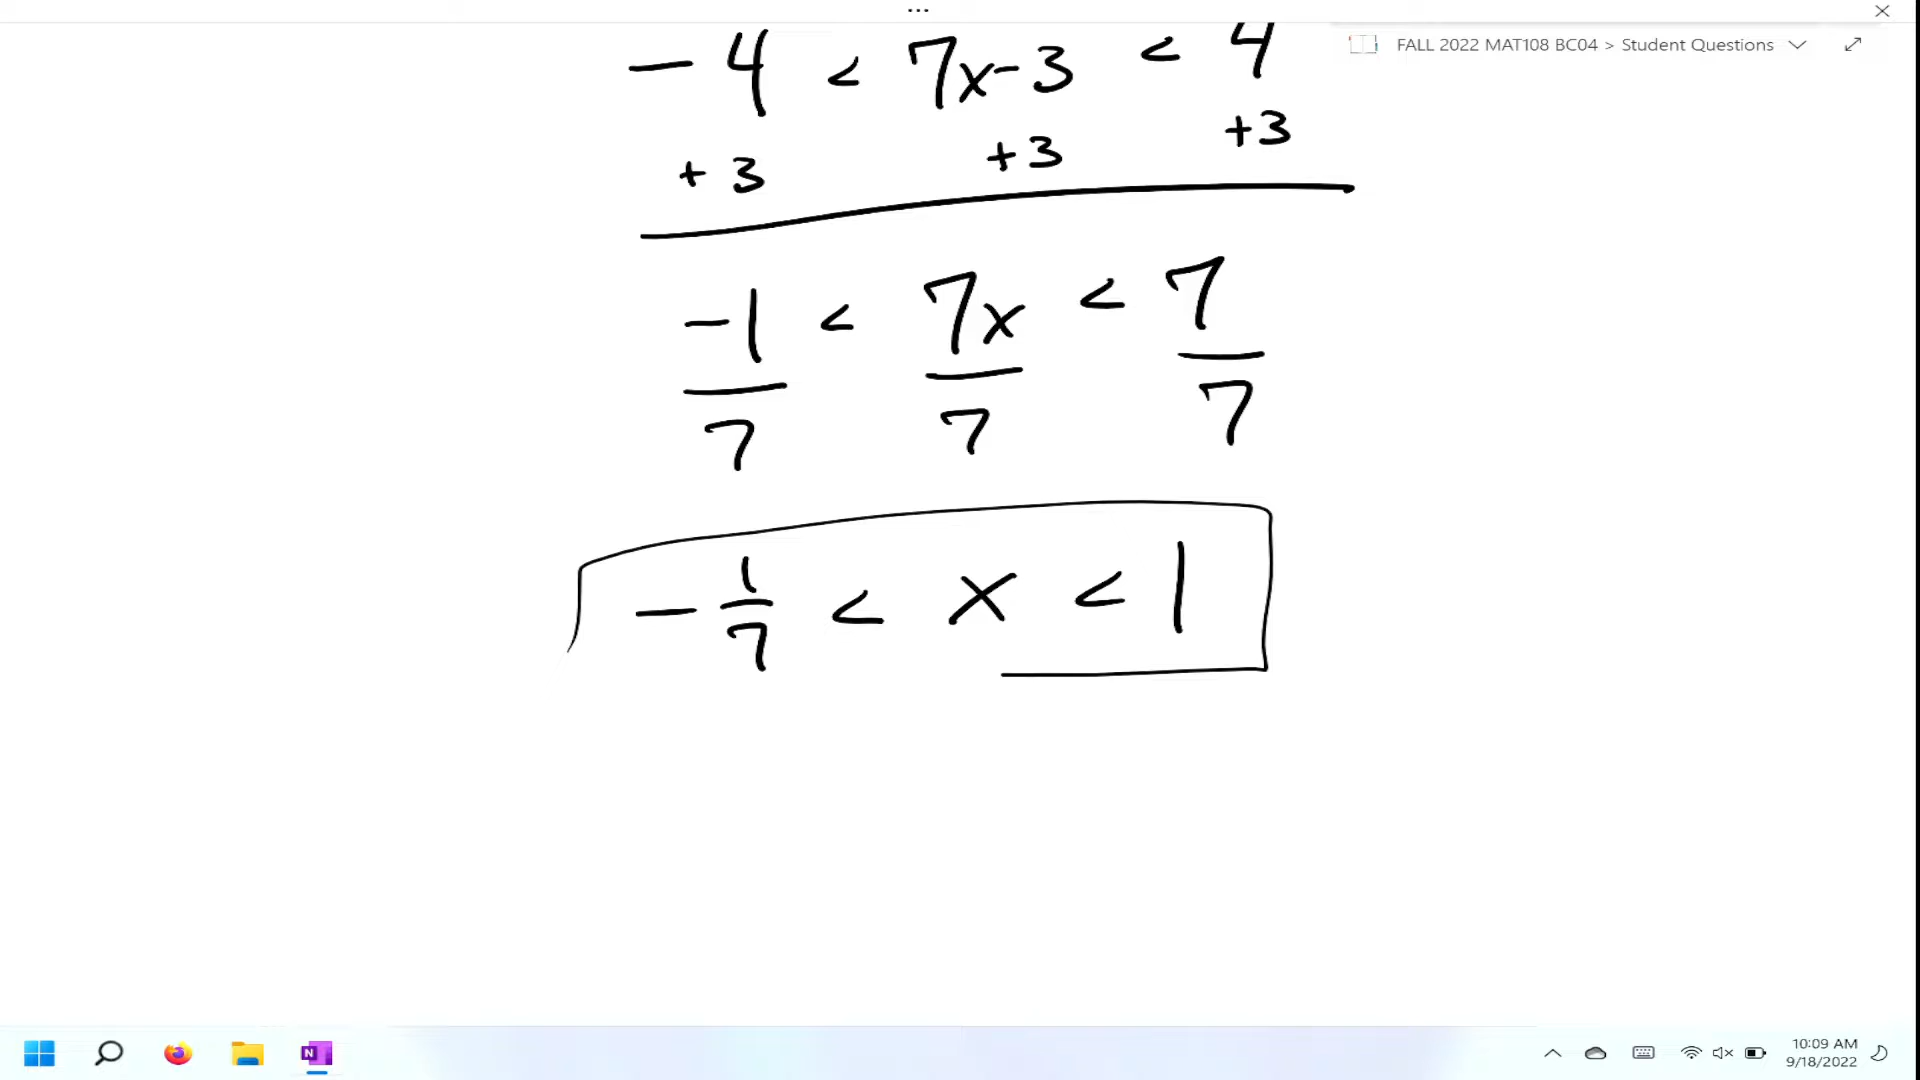 ...
FALL 2022 MAT108 BC04 > Student Questions
- 4 < 7x-3 < 4
+3 +3 +3
-1 < 7x < 7
7 7 7
- 1/7 < x < 1
N
10:09 AM
9/18/2022